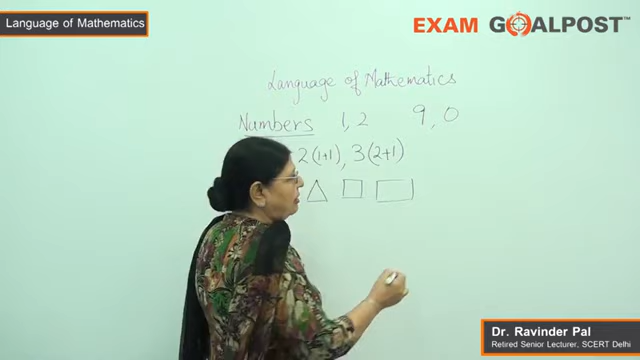 Language of Mathematics
EXAM GOALPOST™
Language of Mathematics
Numbers 1, 2 9, 0
2(1+1), 3(2+1)
Dr. Ravinder Pal
Retired Senior Lecturer, SCERT Delhi